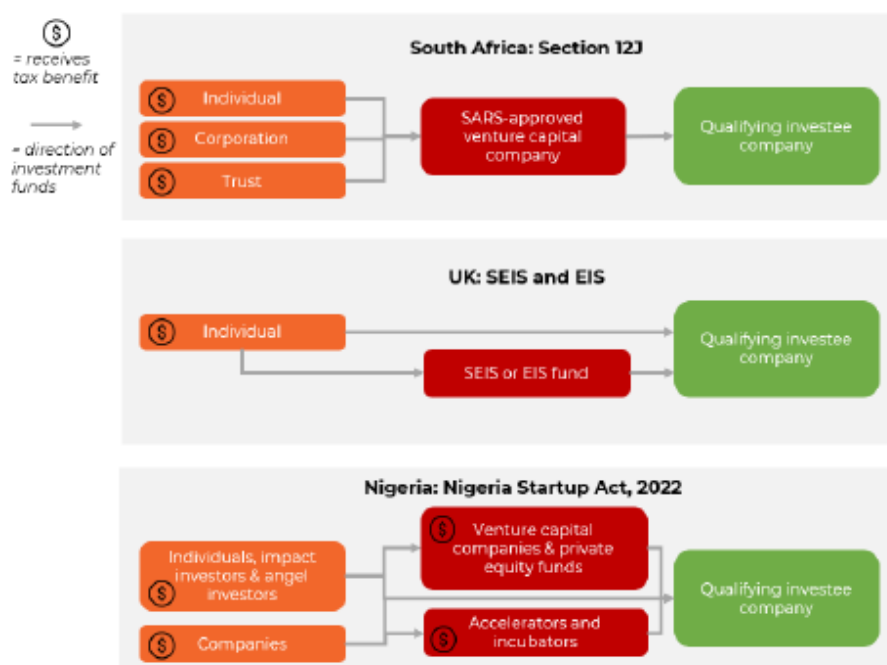 $
= receives
tax benefit
= direction of
investment
funds
South Africa: Section 12J
$ Individual
$ Corporation
$ Trust
SARS-approved
venture capital
company
Qualifying investee
company
UK: SEIS and EIS
$ Individual
SEIS or EIS fund
Qualifying investee
company
Nigeria: Nigeria Startup Act, 2022
Individuals, impact
investors & angel
$ investors
$ Companies
$ Venture capital
companies & private
equity funds
$ Accelerators and
incubators
Qualifying investee
company